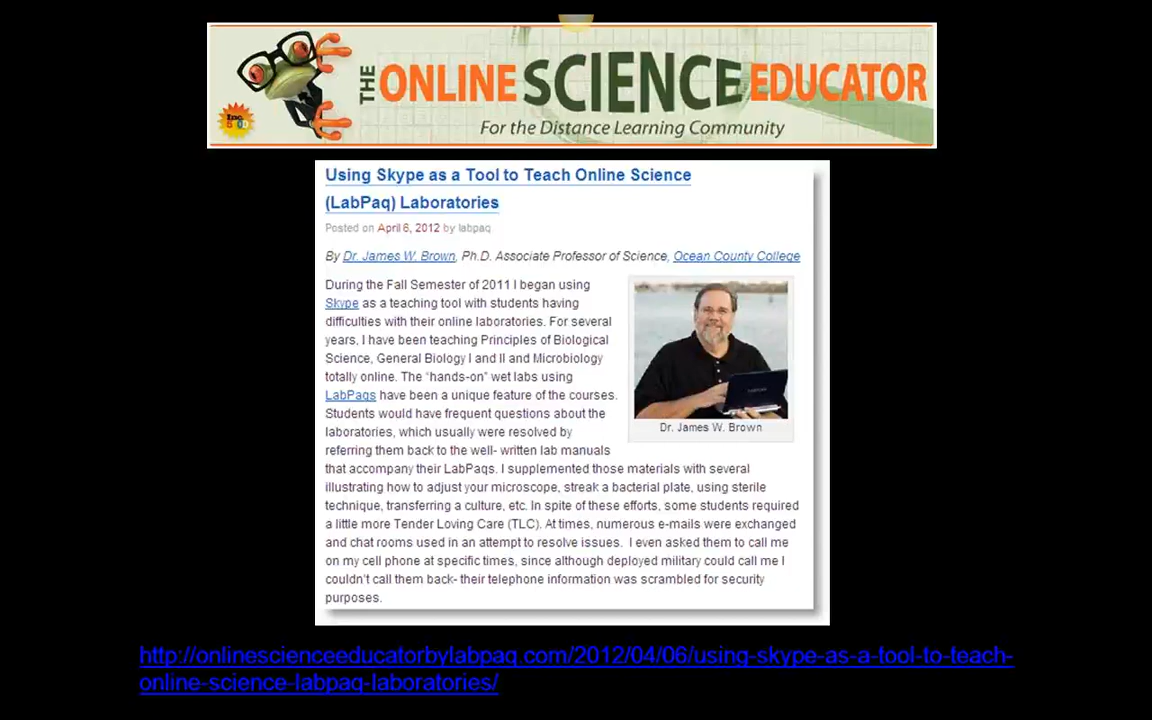 THE ONLINE SCIENCE EDUCATOR
For the Distance Learning Community
Using Skype as a Tool to Teach Online Science
(LabPaq) Laboratories
Posted on April 6, 2012 by labpaq
By Dr. James W. Brown, Ph.D. Associate Professor of Science, Ocean County College
During the Fall Semester of 2011 I began using
Skype as a teaching tool with students having
difficulties with their online laboratories. For several
years, I have been teaching Principles of Biological
Science, General Biology I and II and Microbiology
totally online. The “hands-on” wet labs using
LabPaqs have been a unique feature of the courses.
Students would have frequent questions about the
laboratories, which usually were resolved by
referring them back to the well- written lab manuals
that accompany their LabPaqs. I supplemented those materials with several
illustrating how to adjust your microscope, streak a bacterial plate, using sterile
technique, transferring a culture, etc. In spite of these efforts, some students required
a little more Tender Loving Care (TLC). At times, numerous e-mails were exchanged
and chat rooms used in an attempt to resolve issues.  I even asked them to call me
on my cell phone at specific times, since although deployed military could call me I
couldn’t call them back- their telephone information was scrambled for security
purposes.
Dr. James W. Brown
http://onlinescienceeducatorbylabpaq.com/2012/04/06/using-skype-as-a-tool-to-teach-
online-science-labpaq-laboratories/